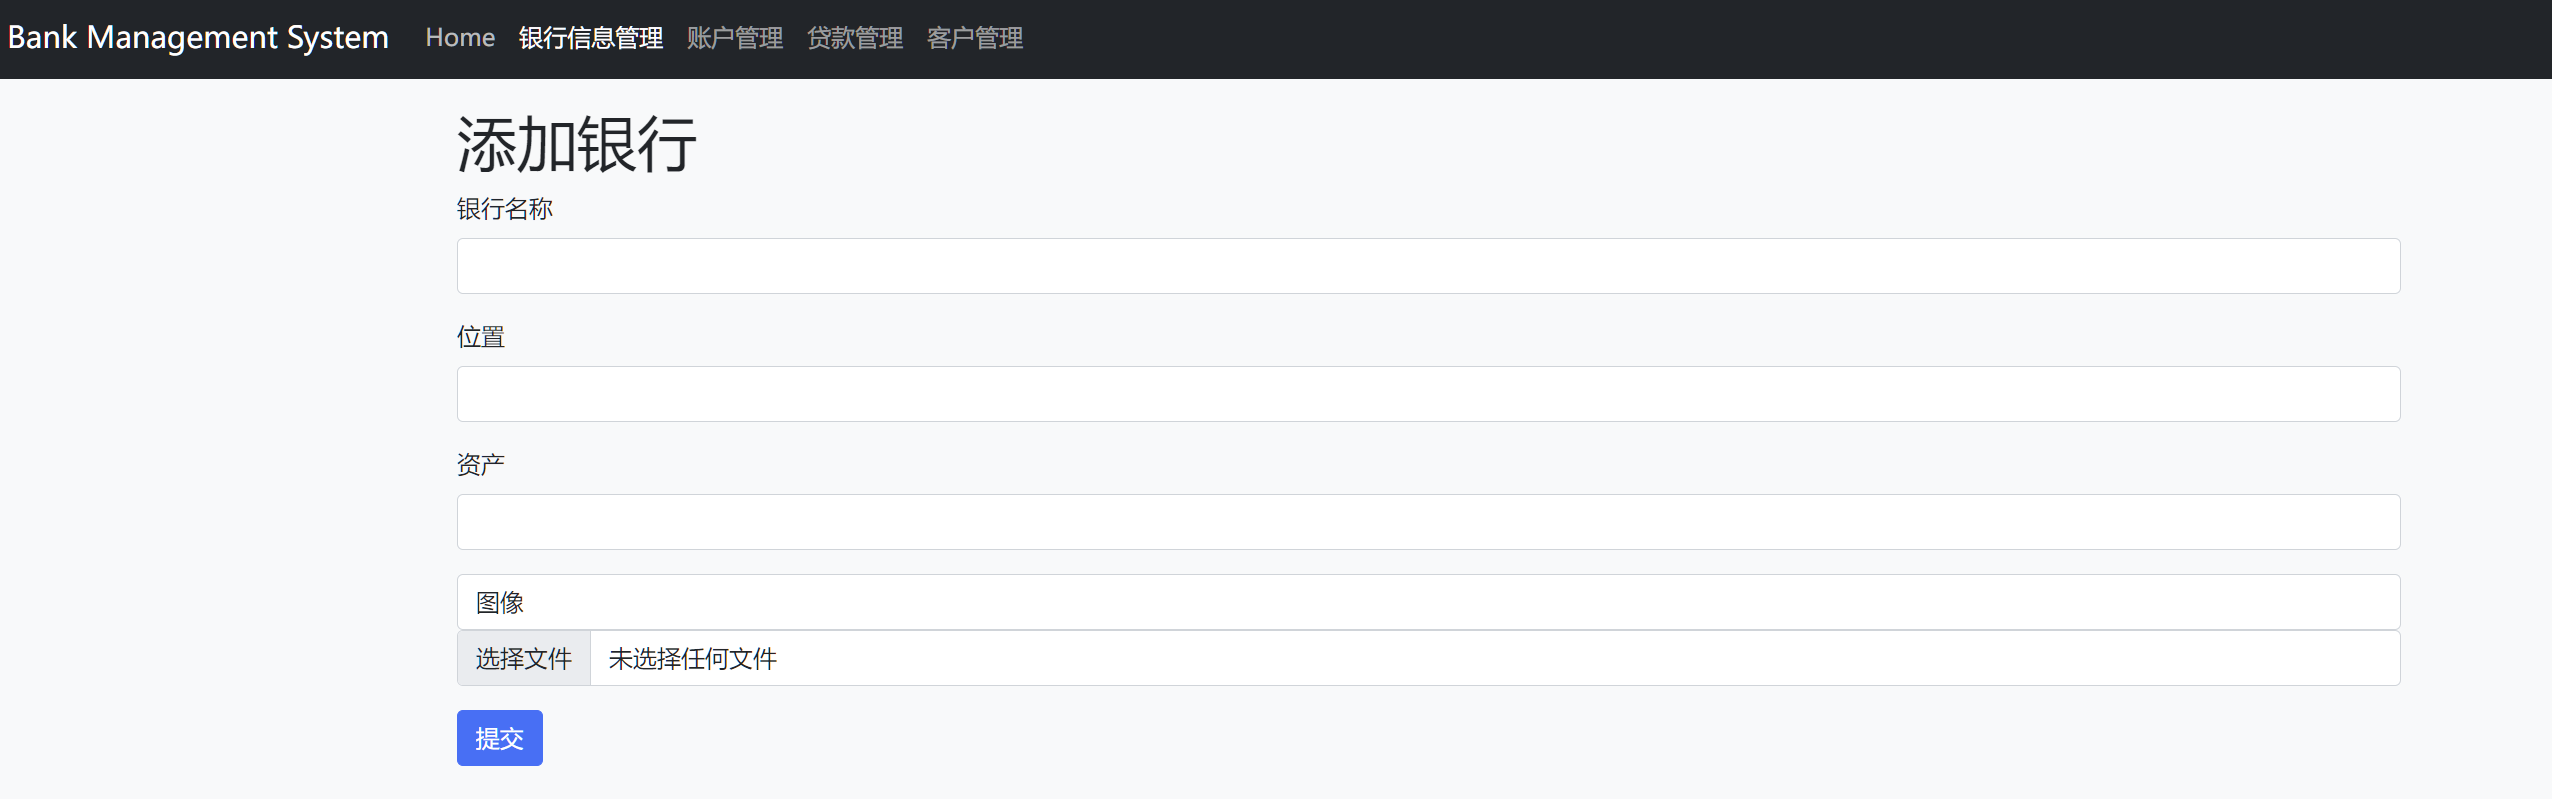 Bank Management System Home 银行信息管理 账户管理 贷款管理 客户管理
添加银行
银行名称
位置
资产
图像
选择文件 未选择任何文件
提交